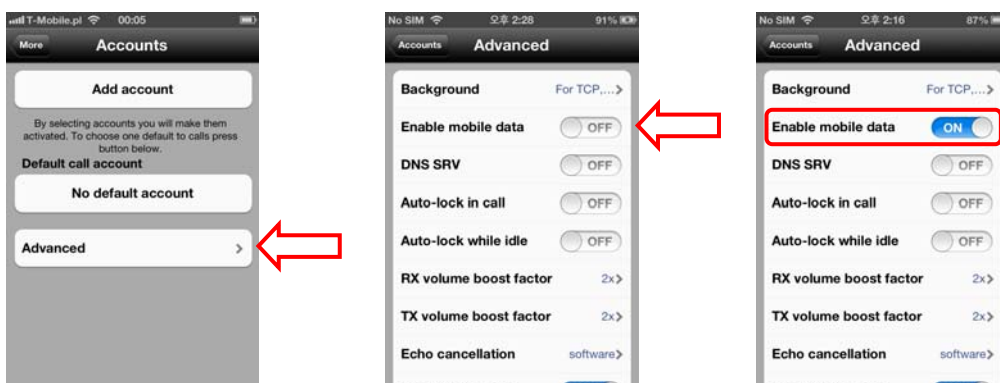 T-Mobile.pl 00:05
More Accounts
Add account
By selecting accounts you will make them
activated. To choose one default to calls press
button below.
Default call account
No default account
Advanced >
No SIM 오후 2:28 91%
Accounts Advanced
Background For TCP,...>
Enable mobile data OFF
DNS SRV OFF
Auto-lock in call OFF
Auto-lock while idle OFF
RX volume boost factor 2x>
TX volume boost factor 2x>
Echo cancellation software>
No SIM 오후 2:16 87%
Accounts Advanced
Background For TCP,...>
Enable mobile data ON
DNS SRV OFF
Auto-lock in call OFF
Auto-lock while idle OFF
RX volume boost factor 2x>
TX volume boost factor 2x>
Echo cancellation software>